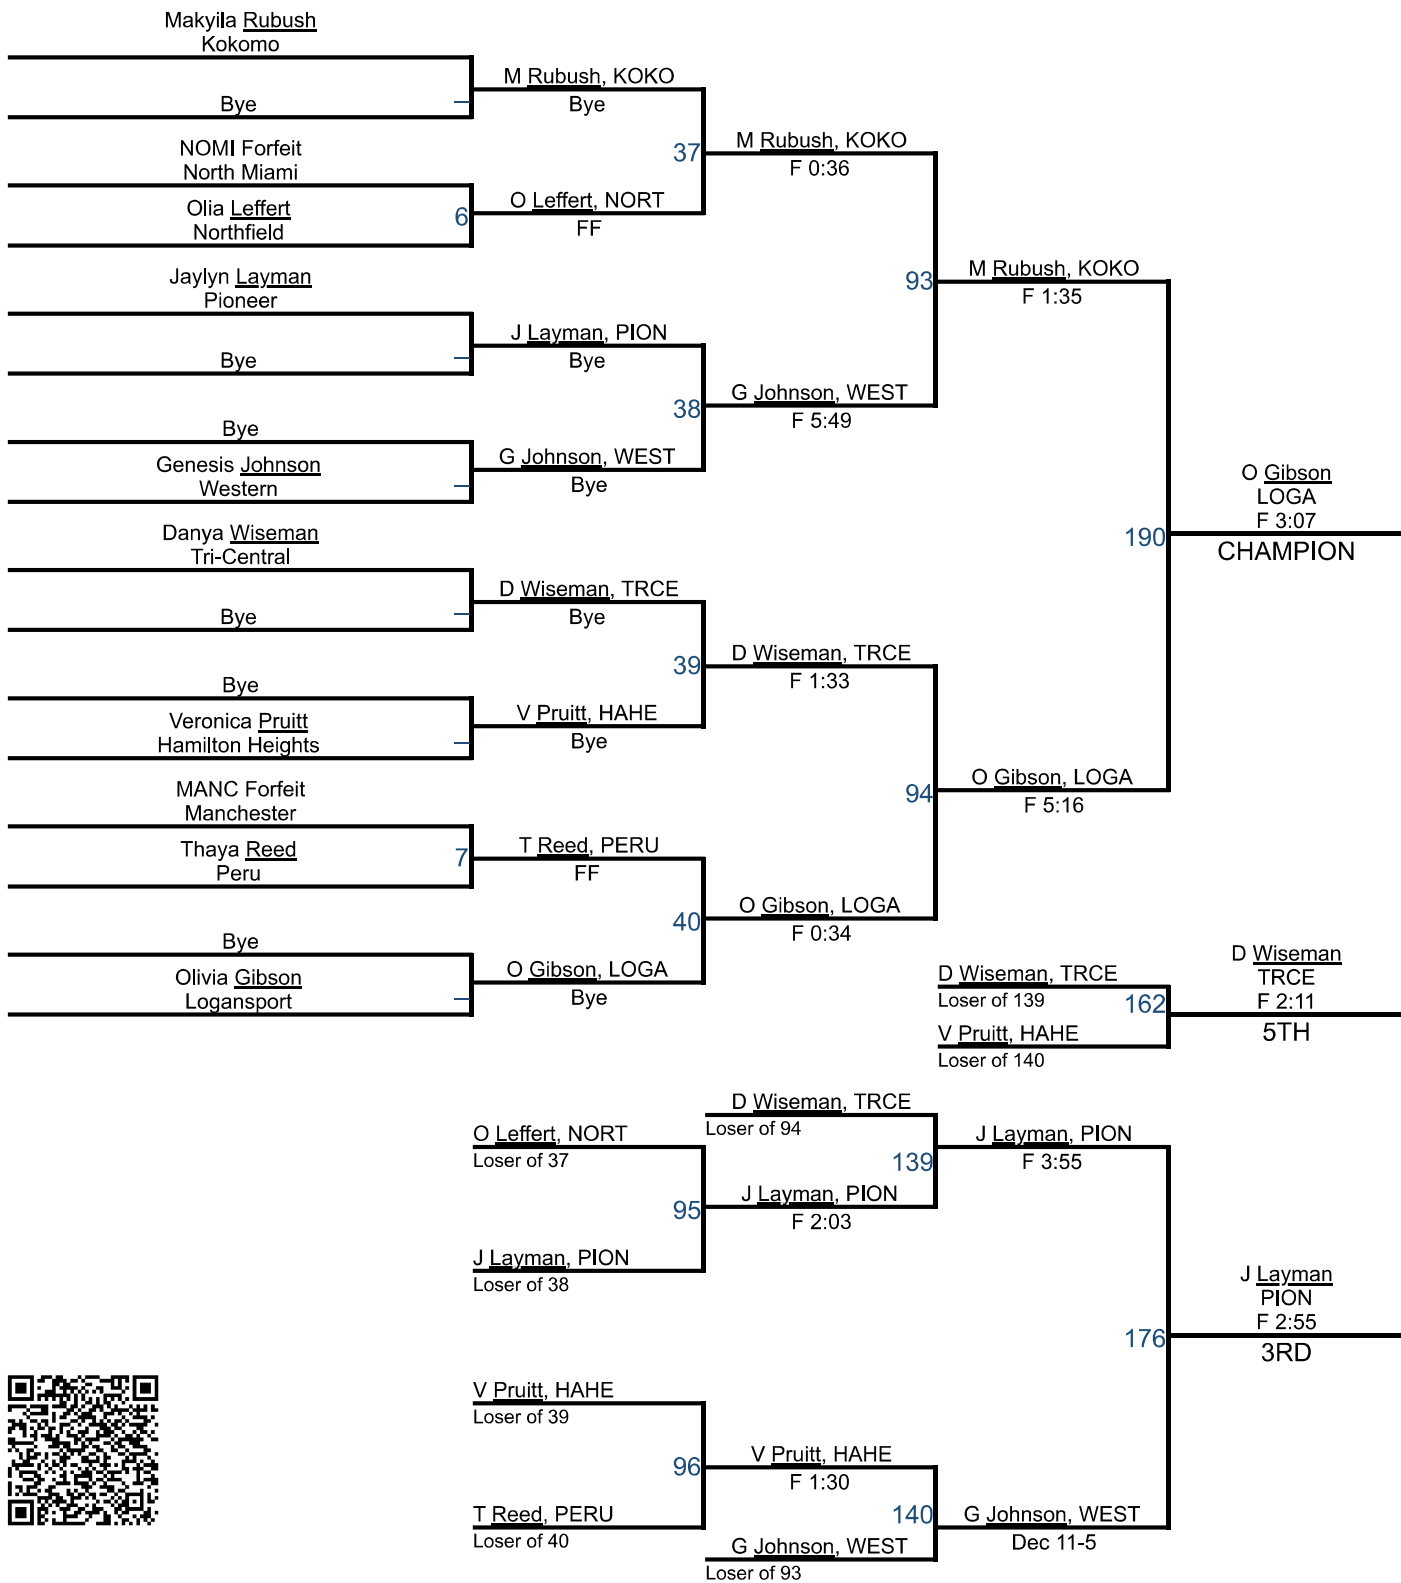 Makyila Rubush
Kokomo
Bye
M Rubush, KOKO
Bye
NOMI Forfeit
North Miami
37
M Rubush, KOKO
F 0:36
Olia Leffert
Northfield
6
O Leffert, NORT
FF
Jaylyn Layman
Pioneer
93
M Rubush, KOKO
F 1:35
Bye
J Layman, PION
Bye
38
G Johnson, WEST
F 5:49
Bye
Genesis Johnson
Western
G Johnson, WEST
Bye
O Gibson
LOGA
F 3:07
CHAMPION
190
Danya Wiseman
Tri-Central
Bye
D Wiseman, TRCE
Bye
39
D Wiseman, TRCE
F 1:33
Bye
Veronica Pruitt
Hamilton Heights
V Pruitt, HAHE
Bye
MANC Forfeit
Manchester
94
O Gibson, LOGA
F 5:16
Thaya Reed
Peru
7
T Reed, PERU
FF
40
O Gibson, LOGA
F 0:34
Bye
Olivia Gibson
Logansport
O Gibson, LOGA
Bye
D Wiseman, TRCE
Loser of 139
162
V Pruitt, HAHE
Loser of 140
D Wiseman
TRCE
F 2:11
5TH
D Wiseman, TRCE
Loser of 94
O Leffert, NORT
Loser of 37
139
J Layman, PION
F 3:55
95
J Layman, PION
F 2:03
J Layman, PION
Loser of 38
J Layman
PION
F 2:55
3RD
176
V Pruitt, HAHE
Loser of 39
96
V Pruitt, HAHE
F 1:30
T Reed, PERU
Loser of 40
140
G Johnson, WEST
Dec 11-5
G Johnson, WEST
Loser of 93